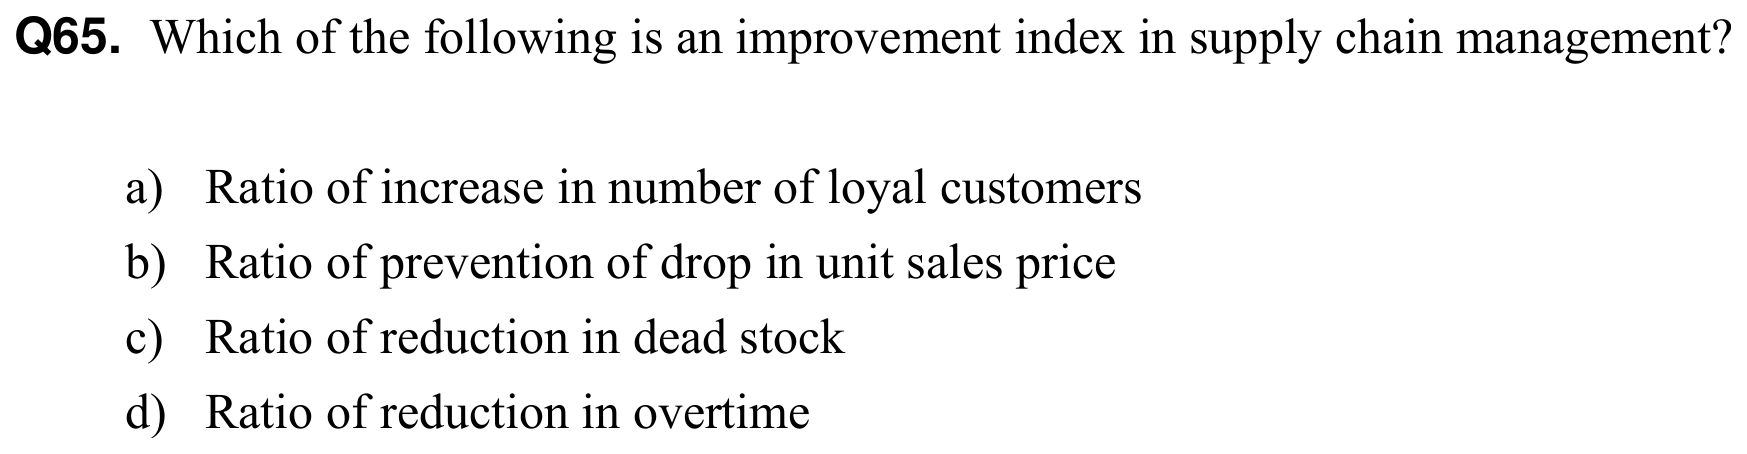 Q65. Which of the following is an improvement index in supply chain management?
a) Ratio of increase in number of loyal customers
b) Ratio of prevention of drop in unit sales price
c) Ratio of reduction in dead stock
d) Ratio of reduction in overtime